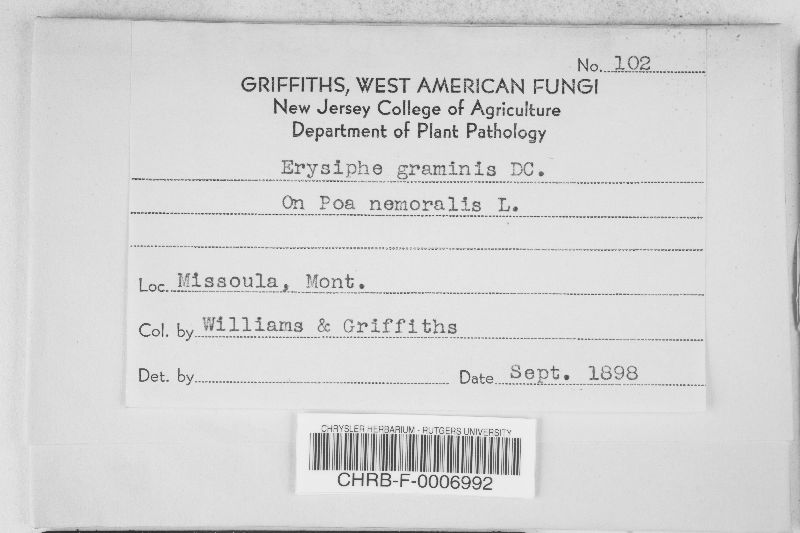 No. 102
GRIFFITHS, WEST AMERICAN FUNGI
New Jersey College of Agriculture
Department of Plant Pathology
Erysiphe graminis DC.
On Poa nemoralis L.
Loc. Missoula, Mont.
Col. by Williams & Griffiths
Det. by Date Sept. 1898
CHRYSLER HERBARIUM - RUTGERS UNIVERSITY
CHRB-F-0006992